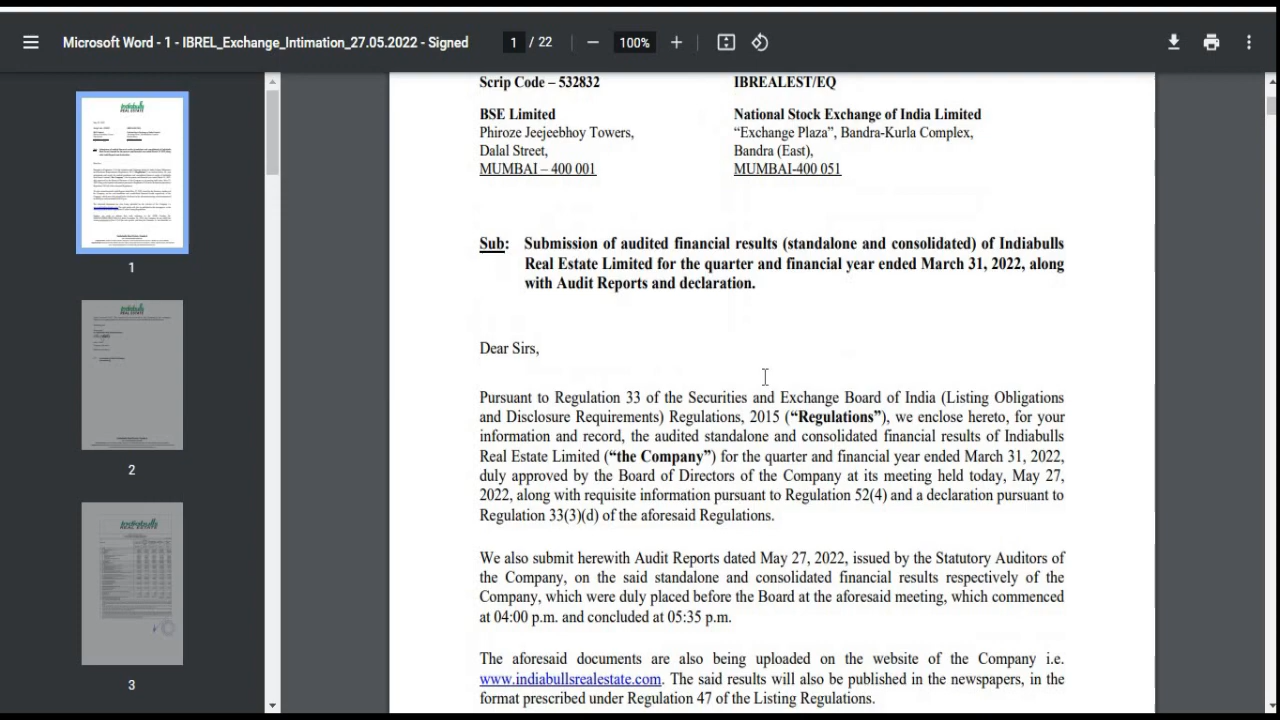 Microsoft Word - 1 - IBREL_Exchange_Intimation_27.05.2022 - Signed
1 / 22
100%
Scrip Code – 532832
IBREALEST/EQ
BSE Limited
Phiroze Jeejeebhoy Towers,
Dalal Street,
MUMBAI – 400 001
National Stock Exchange of India Limited
“Exchange Plaza”, Bandra-Kurla Complex,
Bandra (East),
MUMBAI-400 051
Sub: Submission of audited financial results (standalone and consolidated) of Indiabulls
Real Estate Limited for the quarter and financial year ended March 31, 2022, along
with Audit Reports and declaration.
Dear Sirs,
Pursuant to Regulation 33 of the Securities and Exchange Board of India (Listing Obligations
and Disclosure Requirements) Regulations, 2015 (“Regulations”), we enclose hereto, for your
information and record, the audited standalone and consolidated financial results of Indiabulls
Real Estate Limited (“the Company”) for the quarter and financial year ended March 31, 2022,
duly approved by the Board of Directors of the Company at its meeting held today, May 27,
2022, along with requisite information pursuant to Regulation 52(4) and a declaration pursuant to
Regulation 33(3)(d) of the aforesaid Regulations.
We also submit herewith Audit Reports dated May 27, 2022, issued by the Statutory Auditors of
the Company, on the said standalone and consolidated financial results respectively of the
Company, which were duly placed before the Board at the aforesaid meeting, which commenced
at 04:00 p.m. and concluded at 05:35 p.m.
The aforesaid documents are also being uploaded on the website of the Company i.e.
www.indiabullsrealestate.com. The said results will also be published in the newspapers, in the
format prescribed under Regulation 47 of the Listing Regulations.
Indiabulls
REAL ESTATE
1
2
Indiabulls
REAL ESTATE
3